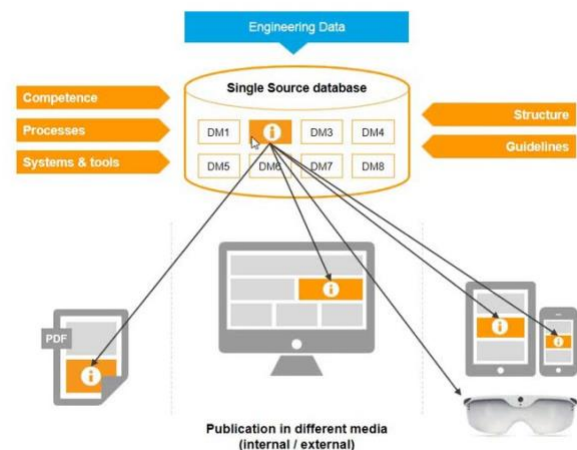 Engineering Data
Single Source database
Competence
Processes
Systems & tools
Structure
Guidelines
DM1
DM3
DM4
DM5
DM6
DM7
DM8
PDF
Publication in different media
(internal / external)